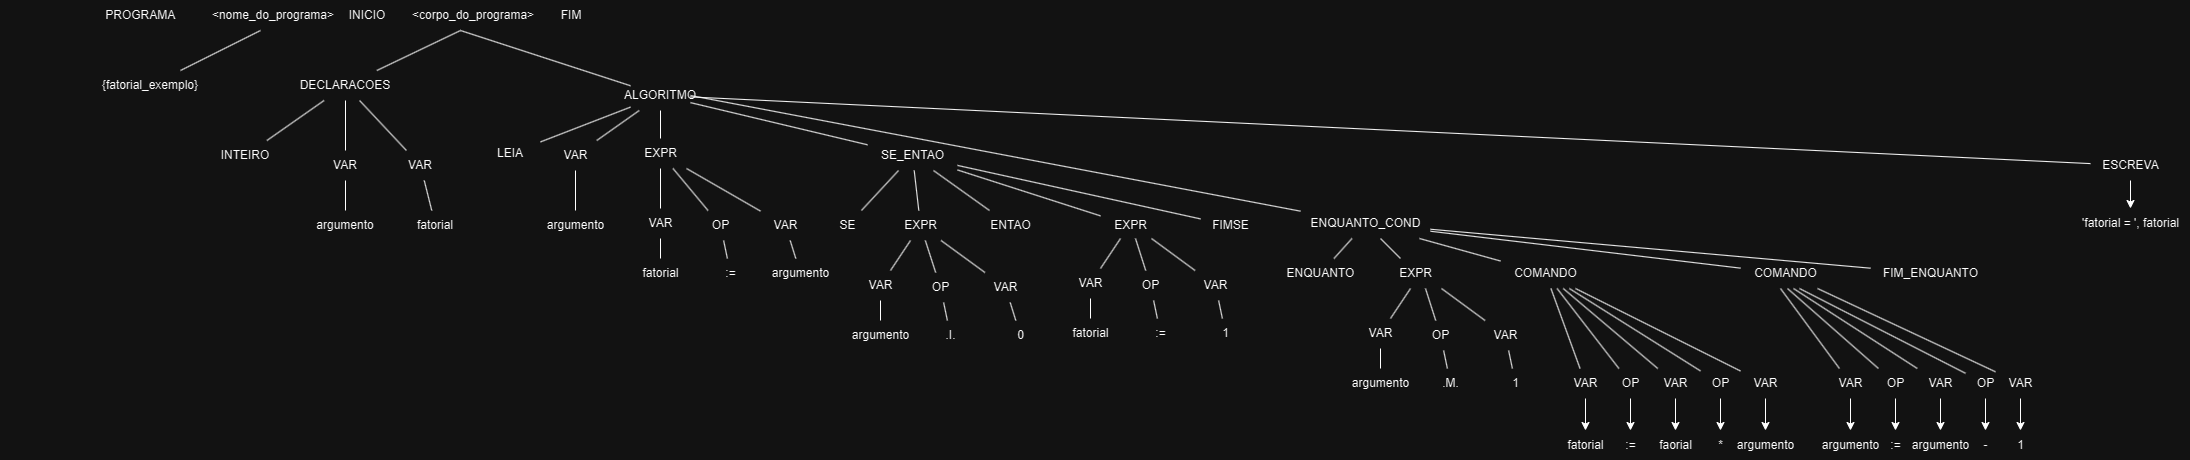 PROGRAMA <nome_do_programa> INICIO <corpo_do_programa> FIM
{fatorial_exemplo} DECLARACOES
ALGORITMO
INTEIRO VAR VAR LEIA VAR EXPR SE_ENTAO ESCREVA
argumento fatorial argumento VAR OP VAR SE EXPR ENTAO EXPR FIMSE ENQUANTO_COND 'fatorial = ', fatorial
fatorial := argumento VAR OP VAR VAR OP VAR ENQUANTO EXPR COMANDO COMANDO FIM_ENQUANTO
argumento .I. 0 fatorial := 1 VAR OP VAR
argumento .M. 1 VAR OP VAR OP VAR VAR OP VAR OP VAR
fatorial := faorial * argumento argumento := argumento - 1